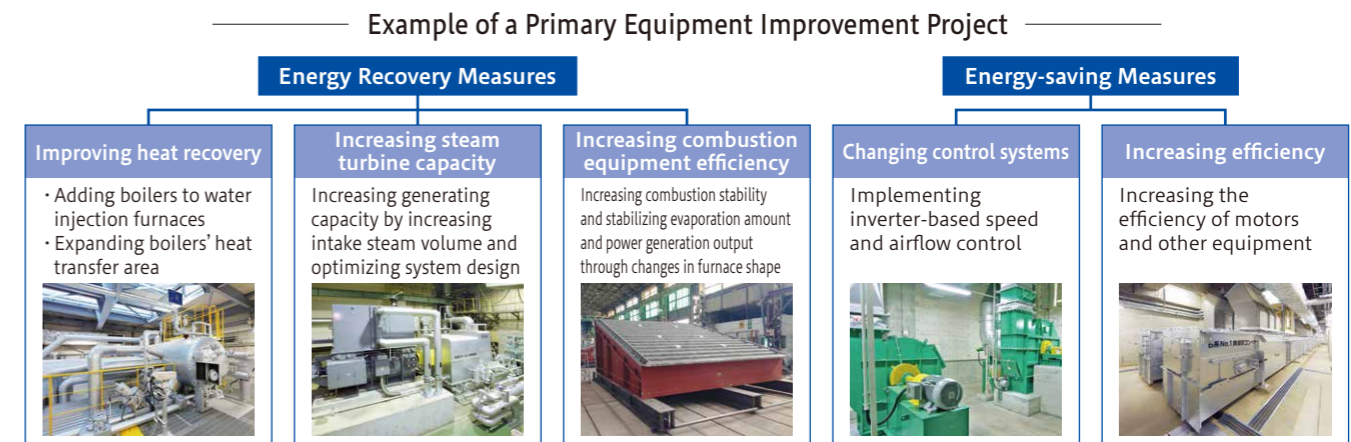 Example of a Primary Equipment Improvement Project
Energy Recovery Measures
Improving heat recovery
・Adding boilers to water
injection furnaces
・Expanding boilers' heat
transfer area
Increasing steam
turbine capacity
Increasing generating
capacity by increasing
intake steam volume and
optimizing system design
Increasing combustion
equipment efficiency
Increasing combustion stability
and stabilizing evaporation amount
and power generation output
through changes in furnace shape
Energy-saving Measures
Changing control systems
Implementing
inverter-based speed
and airflow control
Increasing efficiency
Increasing the
efficiency of motors
and other equipment